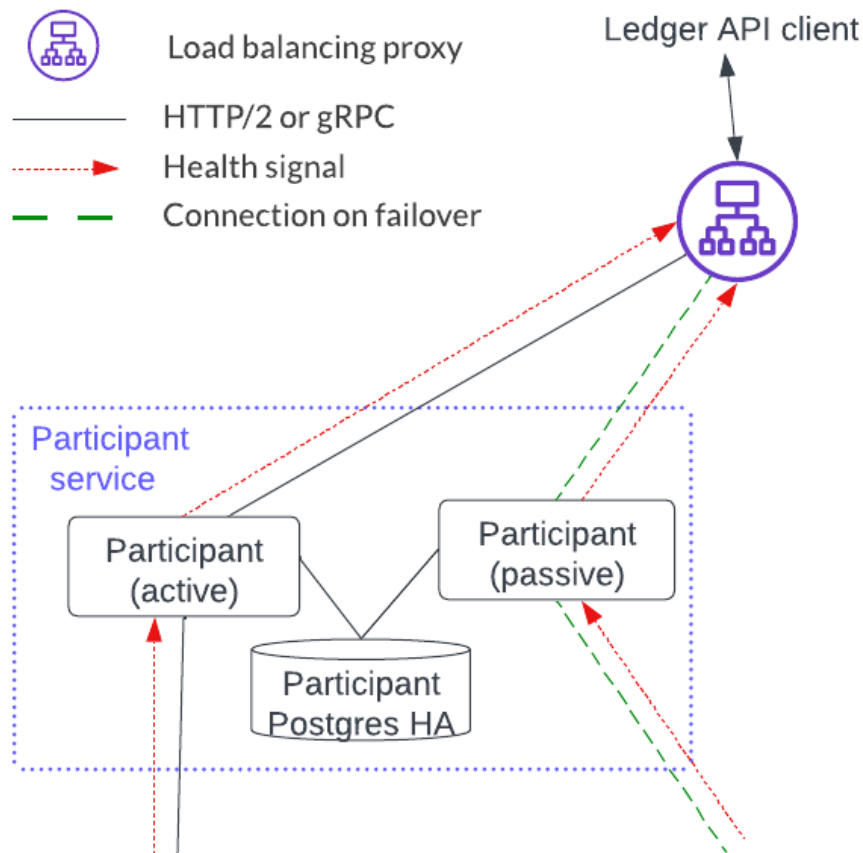 Load balancing proxy
HTTP/2 or gRPC
Health signal
Connection on failover
Ledger API client
Participant
service
Participant
(active)
Participant
(passive)
Participant
Postgres HA